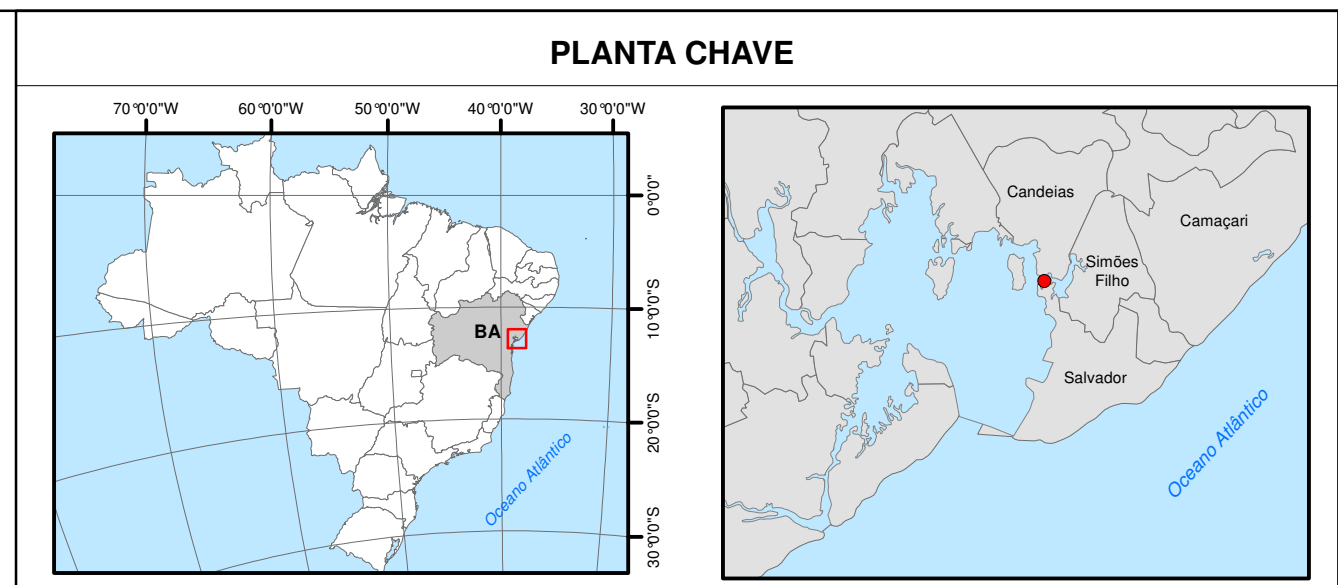 PLANTA CHAVE
70°0'0"W 60°0'0"W 50°0'0"W 40°0'0"W 30°0'0"W
0°0'0"
10°0'0"S
20°0'0"S
30°0'0"S
BA
Oceano Atlântico
Candeias
Camaçari
Simões
Filho
Salvador
Oceano Atlântico